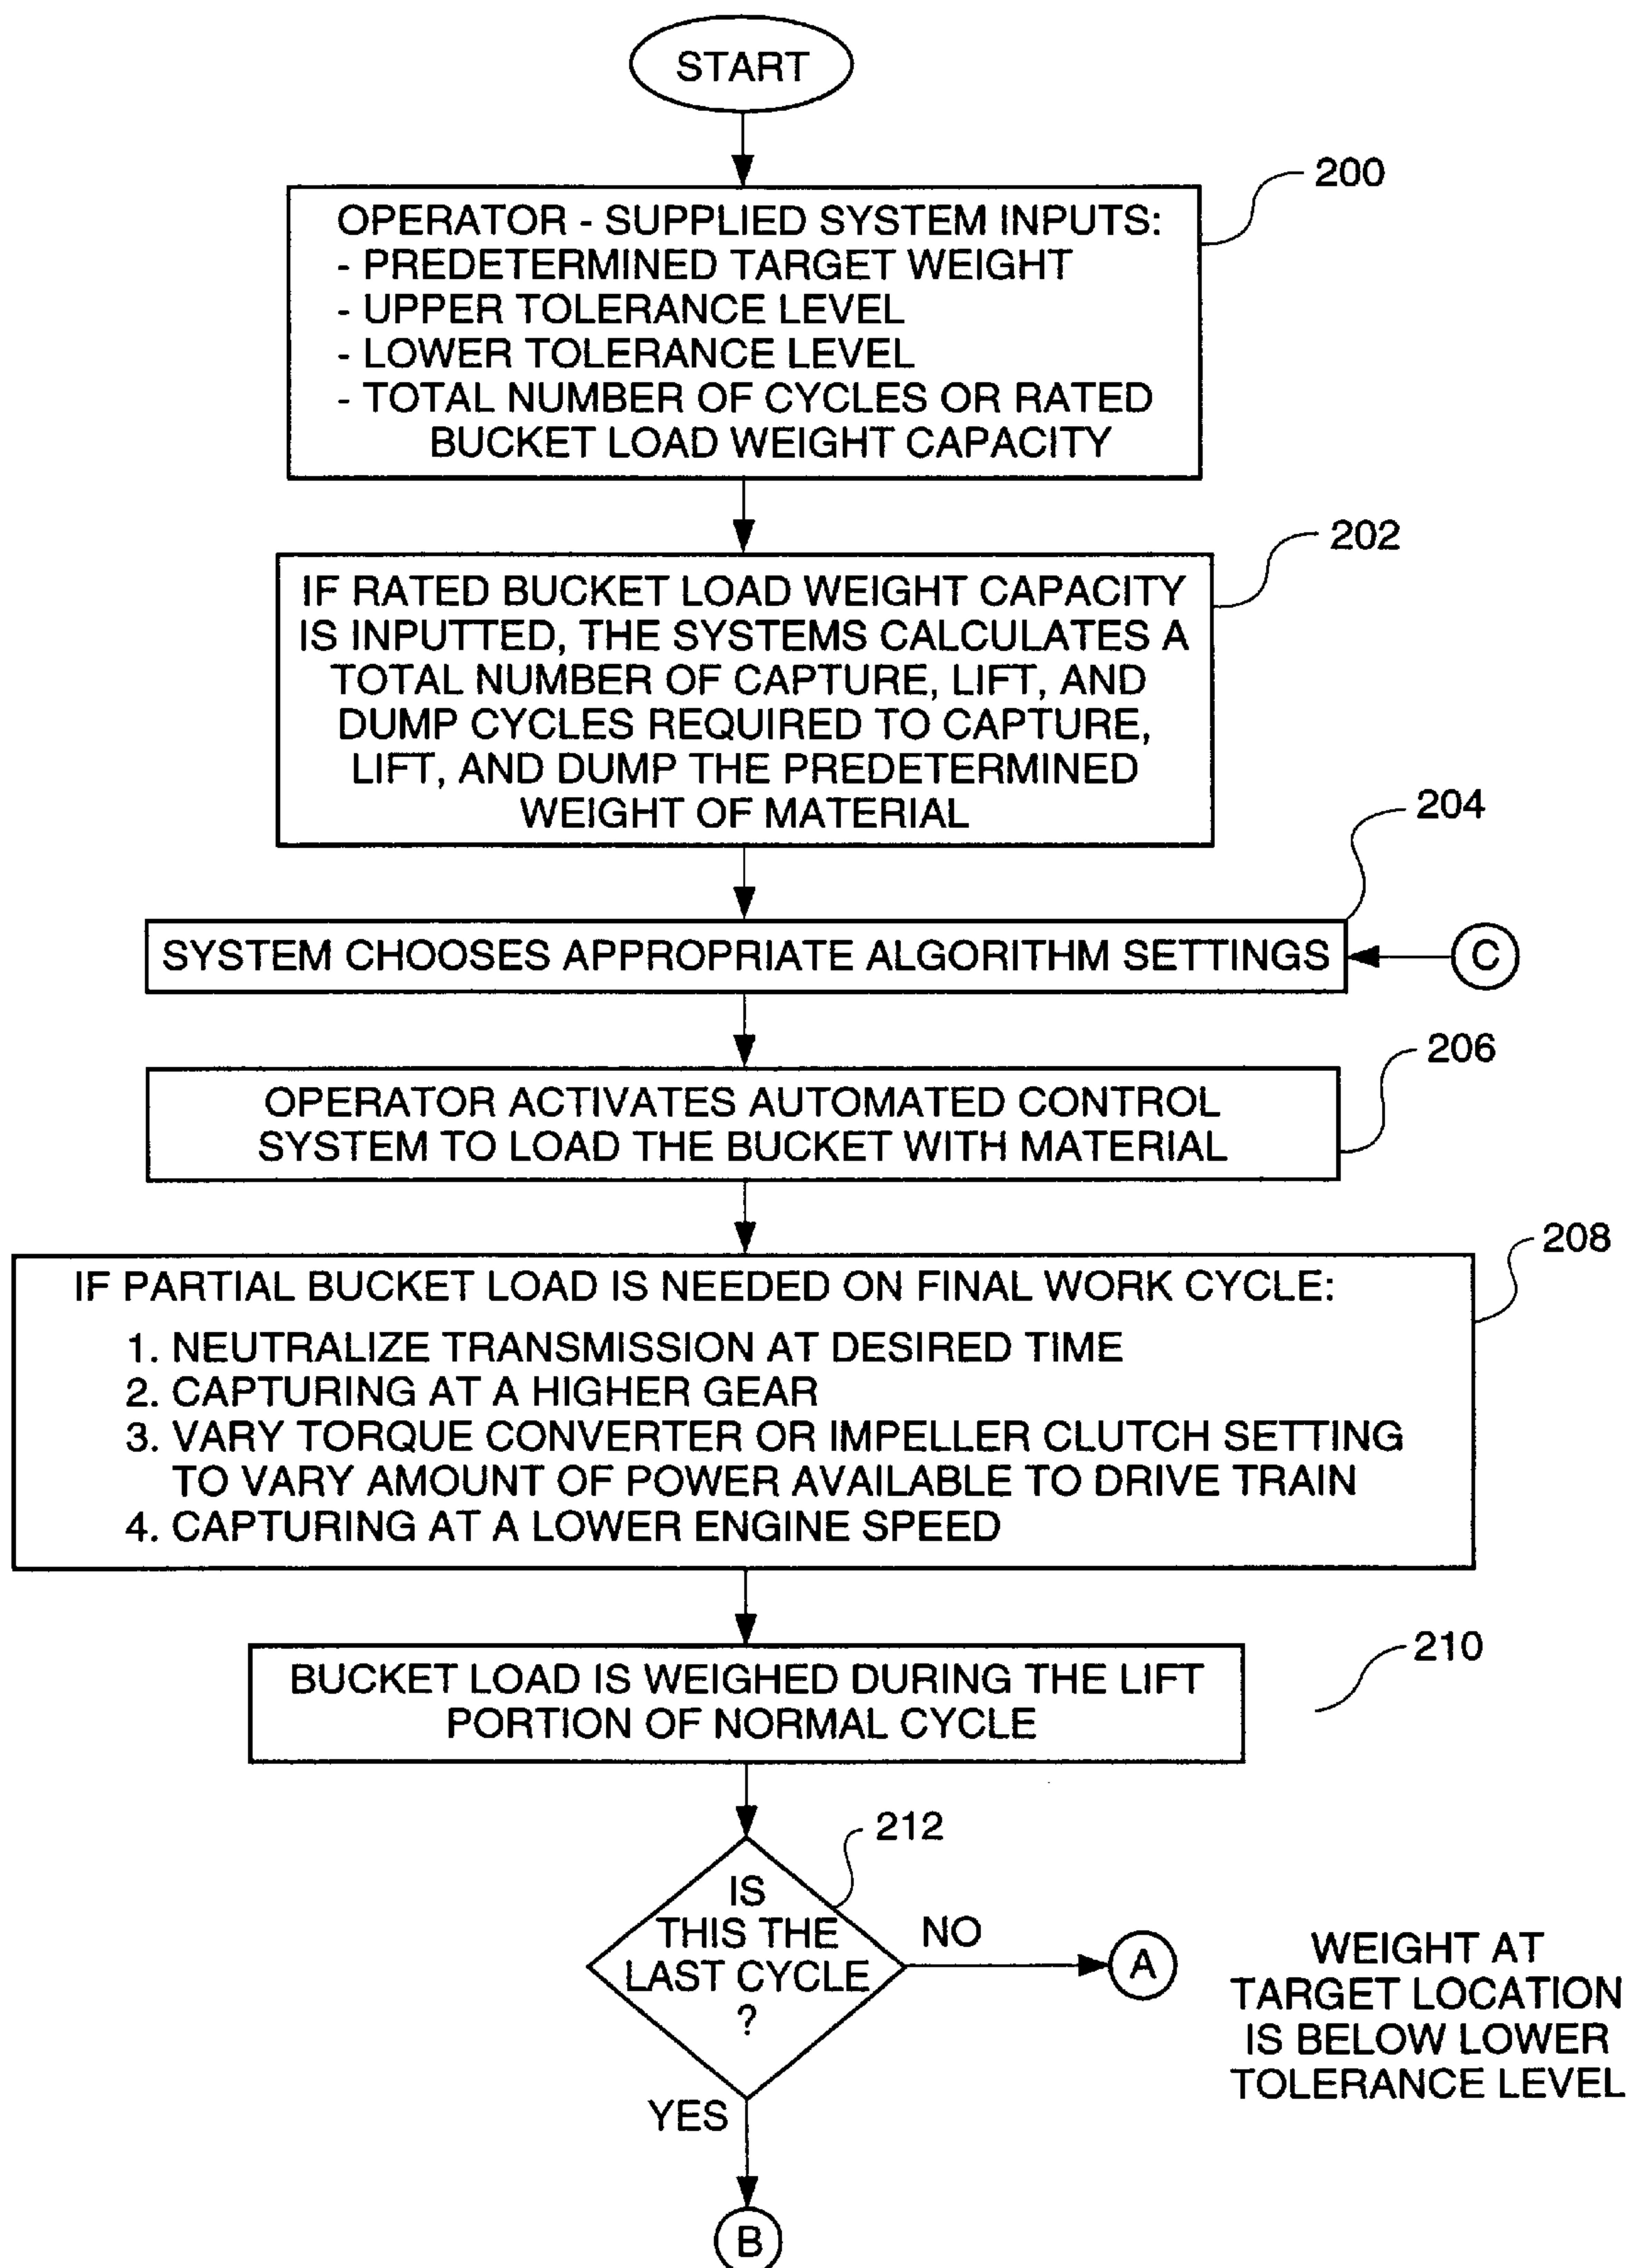 START
200
OPERATOR - SUPPLIED SYSTEM INPUTS:
- PREDETERMINED TARGET WEIGHT
- UPPER TOLERANCE LEVEL
- LOWER TOLERANCE LEVEL
- TOTAL NUMBER OF CYCLES OR RATED
BUCKET LOAD WEIGHT CAPACITY
202
IF RATED BUCKET LOAD WEIGHT CAPACITY
IS INPUTTED, THE SYSTEMS CALCULATES A
TOTAL NUMBER OF CAPTURE, LIFT, AND
DUMP CYCLES REQUIRED TO CAPTURE,
LIFT, AND DUMP THE PREDETERMINED
WEIGHT OF MATERIAL
204
SYSTEM CHOOSES APPROPRIATE ALGORITHM SETTINGS
C
206
OPERATOR ACTIVATES AUTOMATED CONTROL
SYSTEM TO LOAD THE BUCKET WITH MATERIAL
208
IF PARTIAL BUCKET LOAD IS NEEDED ON FINAL WORK CYCLE:
1. NEUTRALIZE TRANSMISSION AT DESIRED TIME
2. CAPTURING AT A HIGHER GEAR
3. VARY TORQUE CONVERTER OR IMPELLER CLUTCH SETTING
TO VARY AMOUNT OF POWER AVAILABLE TO DRIVE TRAIN
4. CAPTURING AT A LOWER ENGINE SPEED
210
BUCKET LOAD IS WEIGHED DURING THE LIFT
PORTION OF NORMAL CYCLE
212
IS
THIS THE
LAST CYCLE
?
NO
A
WEIGHT AT
TARGET LOCATION
IS BELOW LOWER
TOLERANCE LEVEL
YES
B